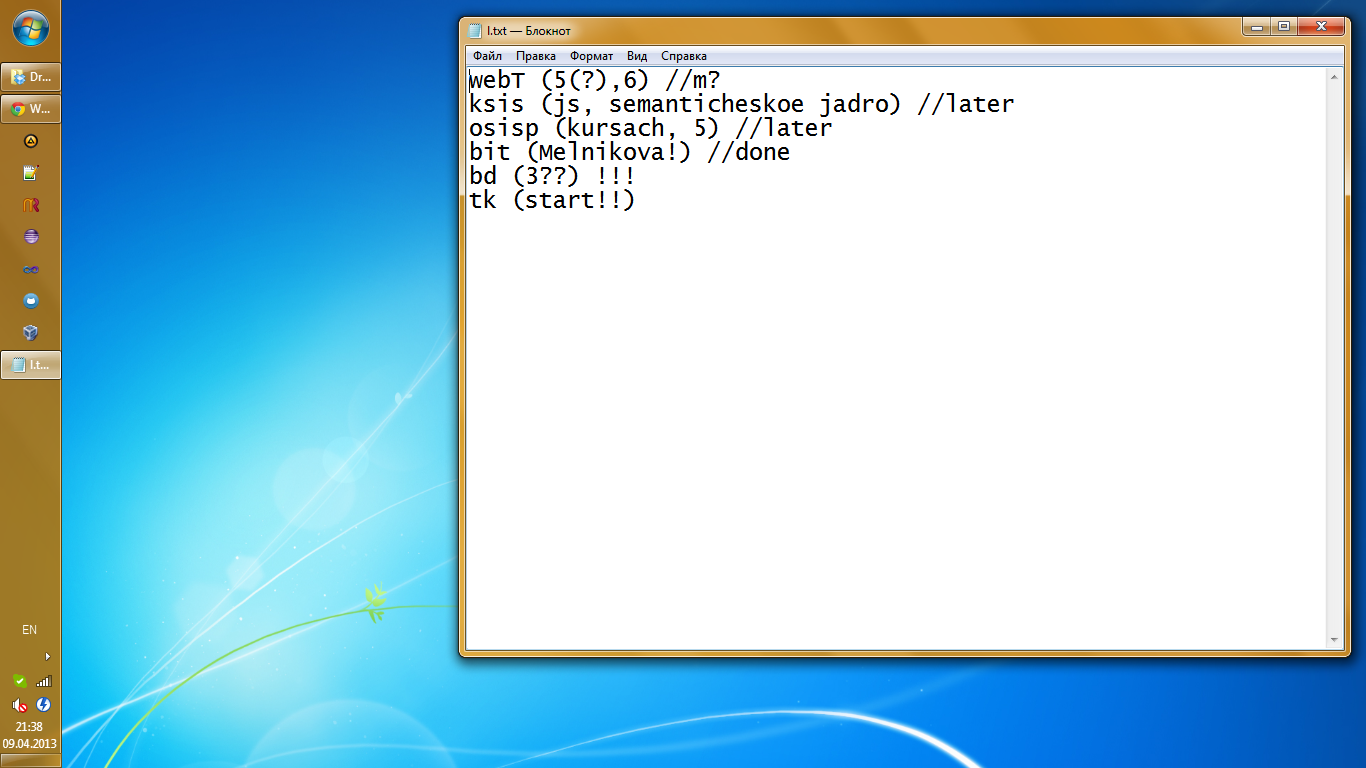 l.txt — Блокнот
Файл Правка Формат Вид Справка
webт (5(?),6) //m?
ksis (js, semanticheskoe jadro) //later
osisp (kursach, 5) //later
bit (Melnikova!) //done
bd (3??) !!!
tk (start!!)
Dr...
W...
l.t...
EN
21:38
09.04.2013